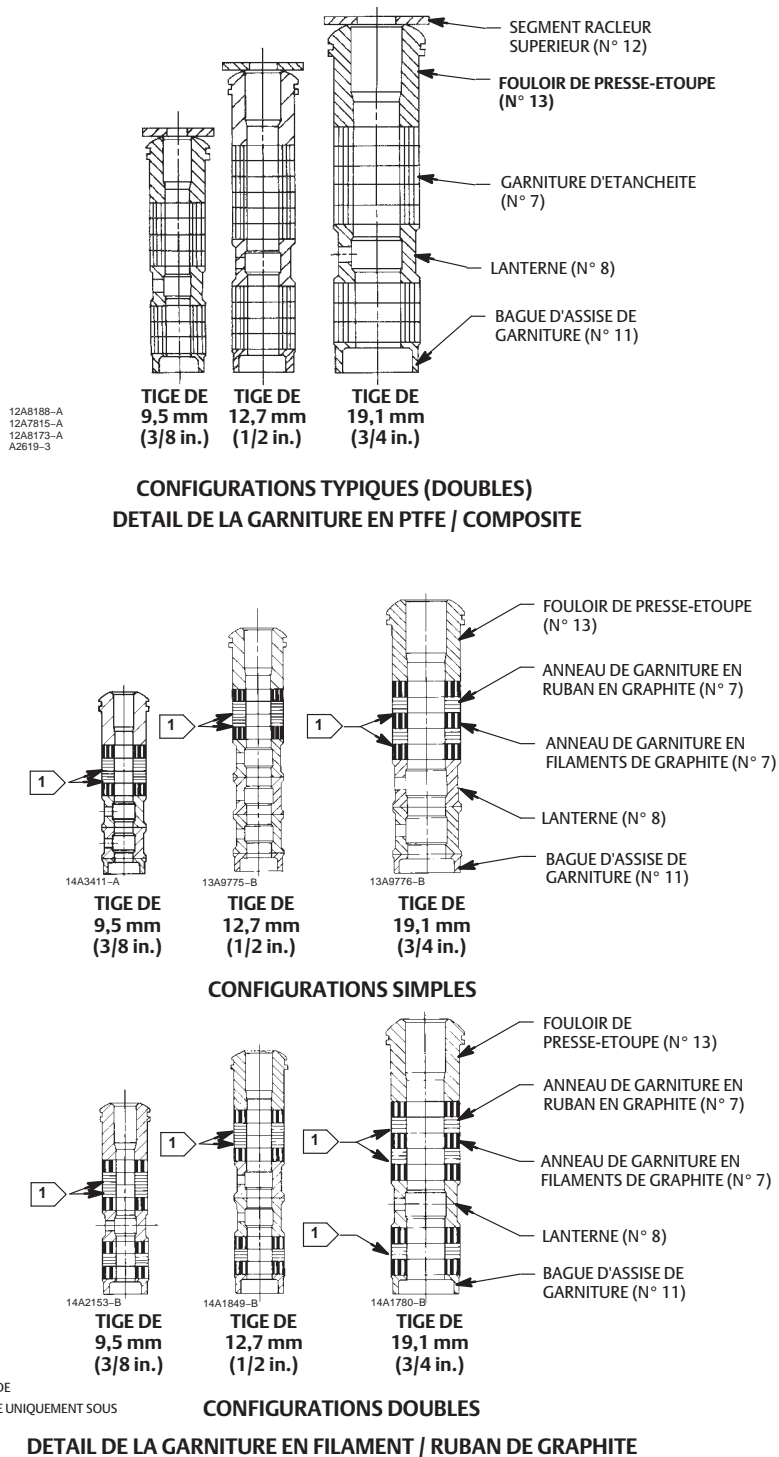 SEGMENT RACLEUR
SUPERIEUR (N° 12)
FOULOIR DE PRESSE-ETOUPE
(N° 13)
GARNITURE D'ETANCHEITE
(N° 7)
LANTERNE (N° 8)
BAGUE D'ASSISE DE
GARNITURE (N° 11)
12A8188–A
12A7815–A
12A8173–A
A2619–3
TIGE DE
9,5 mm
(3/8 in.)
TIGE DE
12,7 mm
(1/2 in.)
TIGE DE
19,1 mm
(3/4 in.)
CONFIGURATIONS TYPIQUES (DOUBLES)
DETAIL DE LA GARNITURE EN PTFE / COMPOSITE
FOULOIR DE PRESSE-ETOUPE
(N° 13)
ANNEAU DE GARNITURE EN
RUBAN EN GRAPHITE (N° 7)
1
1
1
ANNEAU DE GARNITURE EN
FILAMENTS DE GRAPHITE (N° 7)
LANTERNE (N° 8)
BAGUE D'ASSISE DE
GARNITURE (N° 11)
14A3411–A
13A9775–B
13A9776–B
TIGE DE
9,5 mm
(3/8 in.)
TIGE DE
12,7 mm
(1/2 in.)
TIGE DE
19,1 mm
(3/4 in.)
CONFIGURATIONS SIMPLES
FOULOIR DE
PRESSE-ETOUPE (N° 13)
ANNEAU DE GARNITURE EN
RUBAN EN GRAPHITE (N° 7)
1
1
1
ANNEAU DE GARNITURE EN
FILAMENTS DE GRAPHITE (N° 7)
1
LANTERNE (N° 8)
BAGUE D'ASSISE DE
GARNITURE (N° 11)
14A2153–B
14A1849–B
14A1780–B
TIGE DE
9,5 mm
(3/8 in.)
TIGE DE
12,7 mm
(1/2 in.)
TIGE DE
19,1 mm
(3/4 in.)
UNIQUEMENT SOUS
CONFIGURATIONS DOUBLES
DETAIL DE LA GARNITURE EN FILAMENT / RUBAN DE GRAPHITE